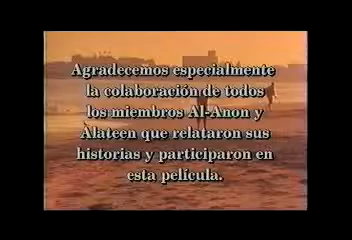 Agradecemos especialmente
la colaboración de todos
los miembros Al-Anon y
Alateen que relataron sus
historias y participaron en
esta película.